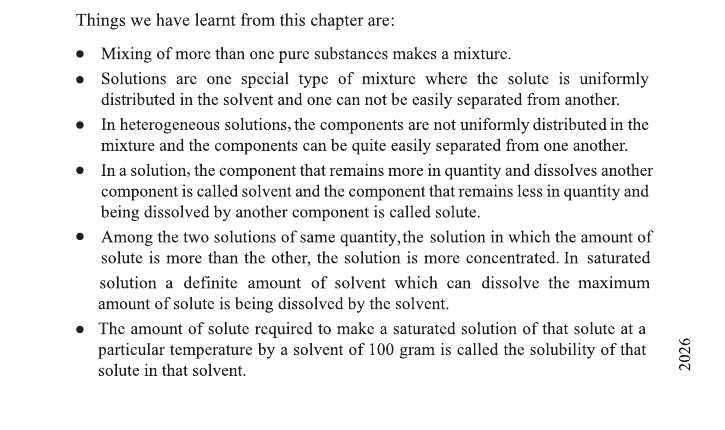 Things we have learnt from this chapter are:
● Mixing of more than one pure substances makes a mixture.
● Solutions are one special type of mixture where the solute is uniformly
distributed in the solvent and one can not be easily separated from another.
● In heterogeneous solutions, the components are not uniformly distributed in the
mixture and the components can be quite easily separated from one another.
● In a solution, the component that remains more in quantity and dissolves another
component is called solvent and the component that remains less in quantity and
being dissolved by another component is called solute.
● Among the two solutions of same quantity, the solution in which the amount of
solute is more than the other, the solution is more concentrated. In saturated
solution a definite amount of solvent which can dissolve the maximum
amount of solute is being dissolved by the solvent.
● The amount of solute required to make a saturated solution of that solute at a
particular temperature by a solvent of 100 gram is called the solubility of that
solute in that solvent.
2026